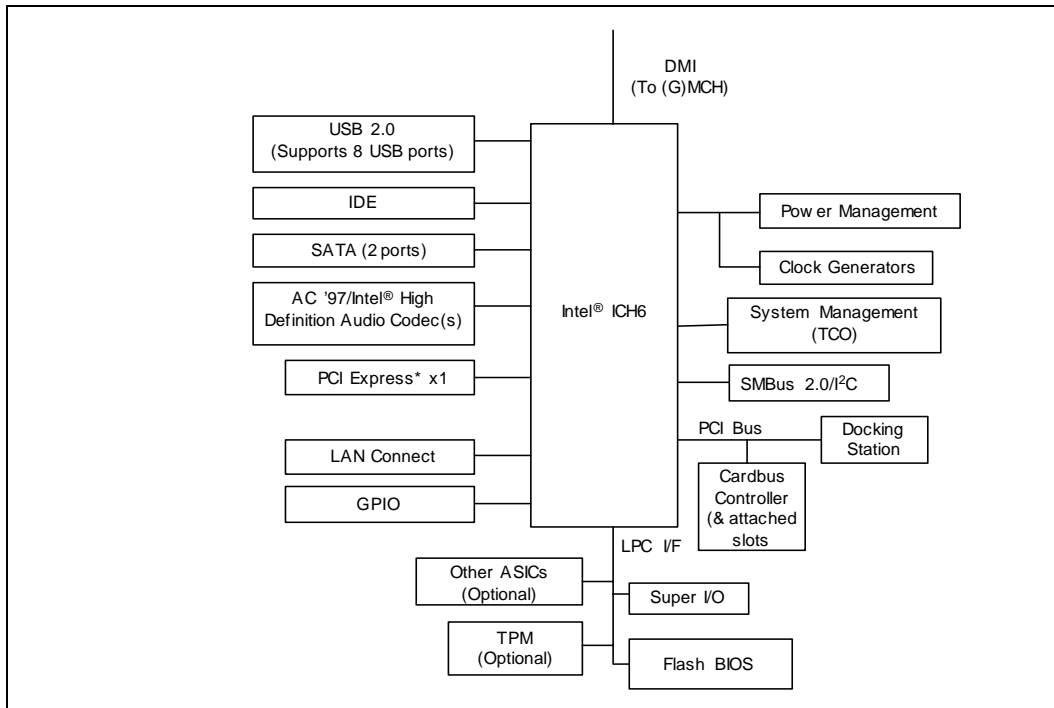 DMI
(To (G)MCH)
USB 2.0
(Supports 8 USB ports)
IDE
SATA (2 ports)
AC '97/Intel® High
Definition Audio Codec(s)
PCI Express* x1
LAN Connect
GPIO
Intel® ICH6
Power Management
Clock Generators
System Management
(TCO)
SMBus 2.0/I²C
PCI Bus
Docking
Station
Cardbus
Controller
(& attached
slots
LPC I/F
Other ASICs
(Optional)
Super I/O
TPM
(Optional)
Flash BIOS